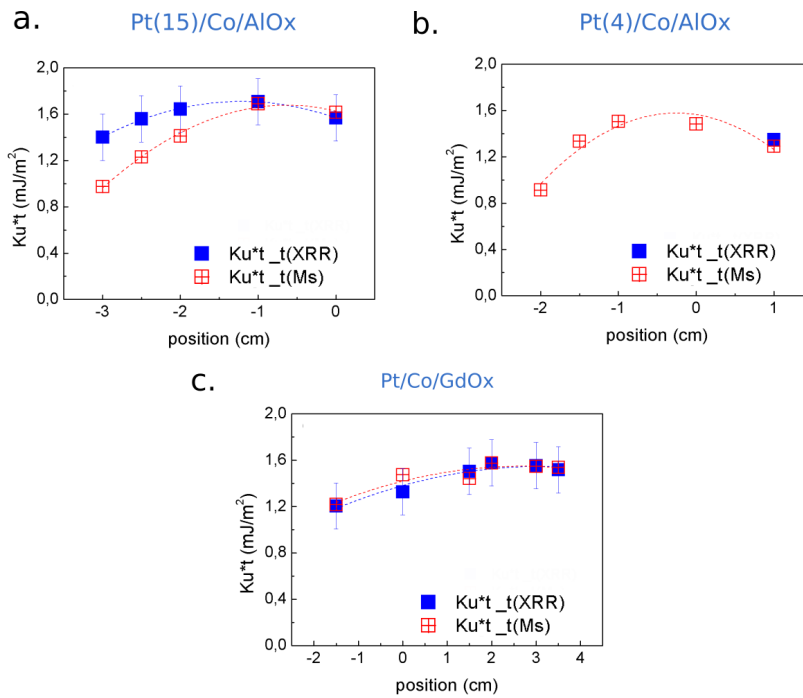 a.
Pt(15)/Co/AlOx
2,0
1,6
1,2
0,8
0,4
0,0
Ku*t (mJ/m²)
Ku*t _t(XRR)
Ku*t _t(Ms)
-3 -2 -1 0
position (cm)
b.
Pt(4)/Co/AlOx
2,0
1,6
1,2
0,8
0,4
0,0
Ku*t (mJ/m²)
Ku*t _t(XRR)
Ku*t _t(Ms)
-2 -1 0 1
position (cm)
c.
Pt/Co/GdOx
2,0
1,6
1,2
0,8
0,4
0,0
Ku*t (mJ/m²)
Ku*t _t(XRR)
Ku*t _t(Ms)
-2 -1 0 1 2 3 4
position (cm)